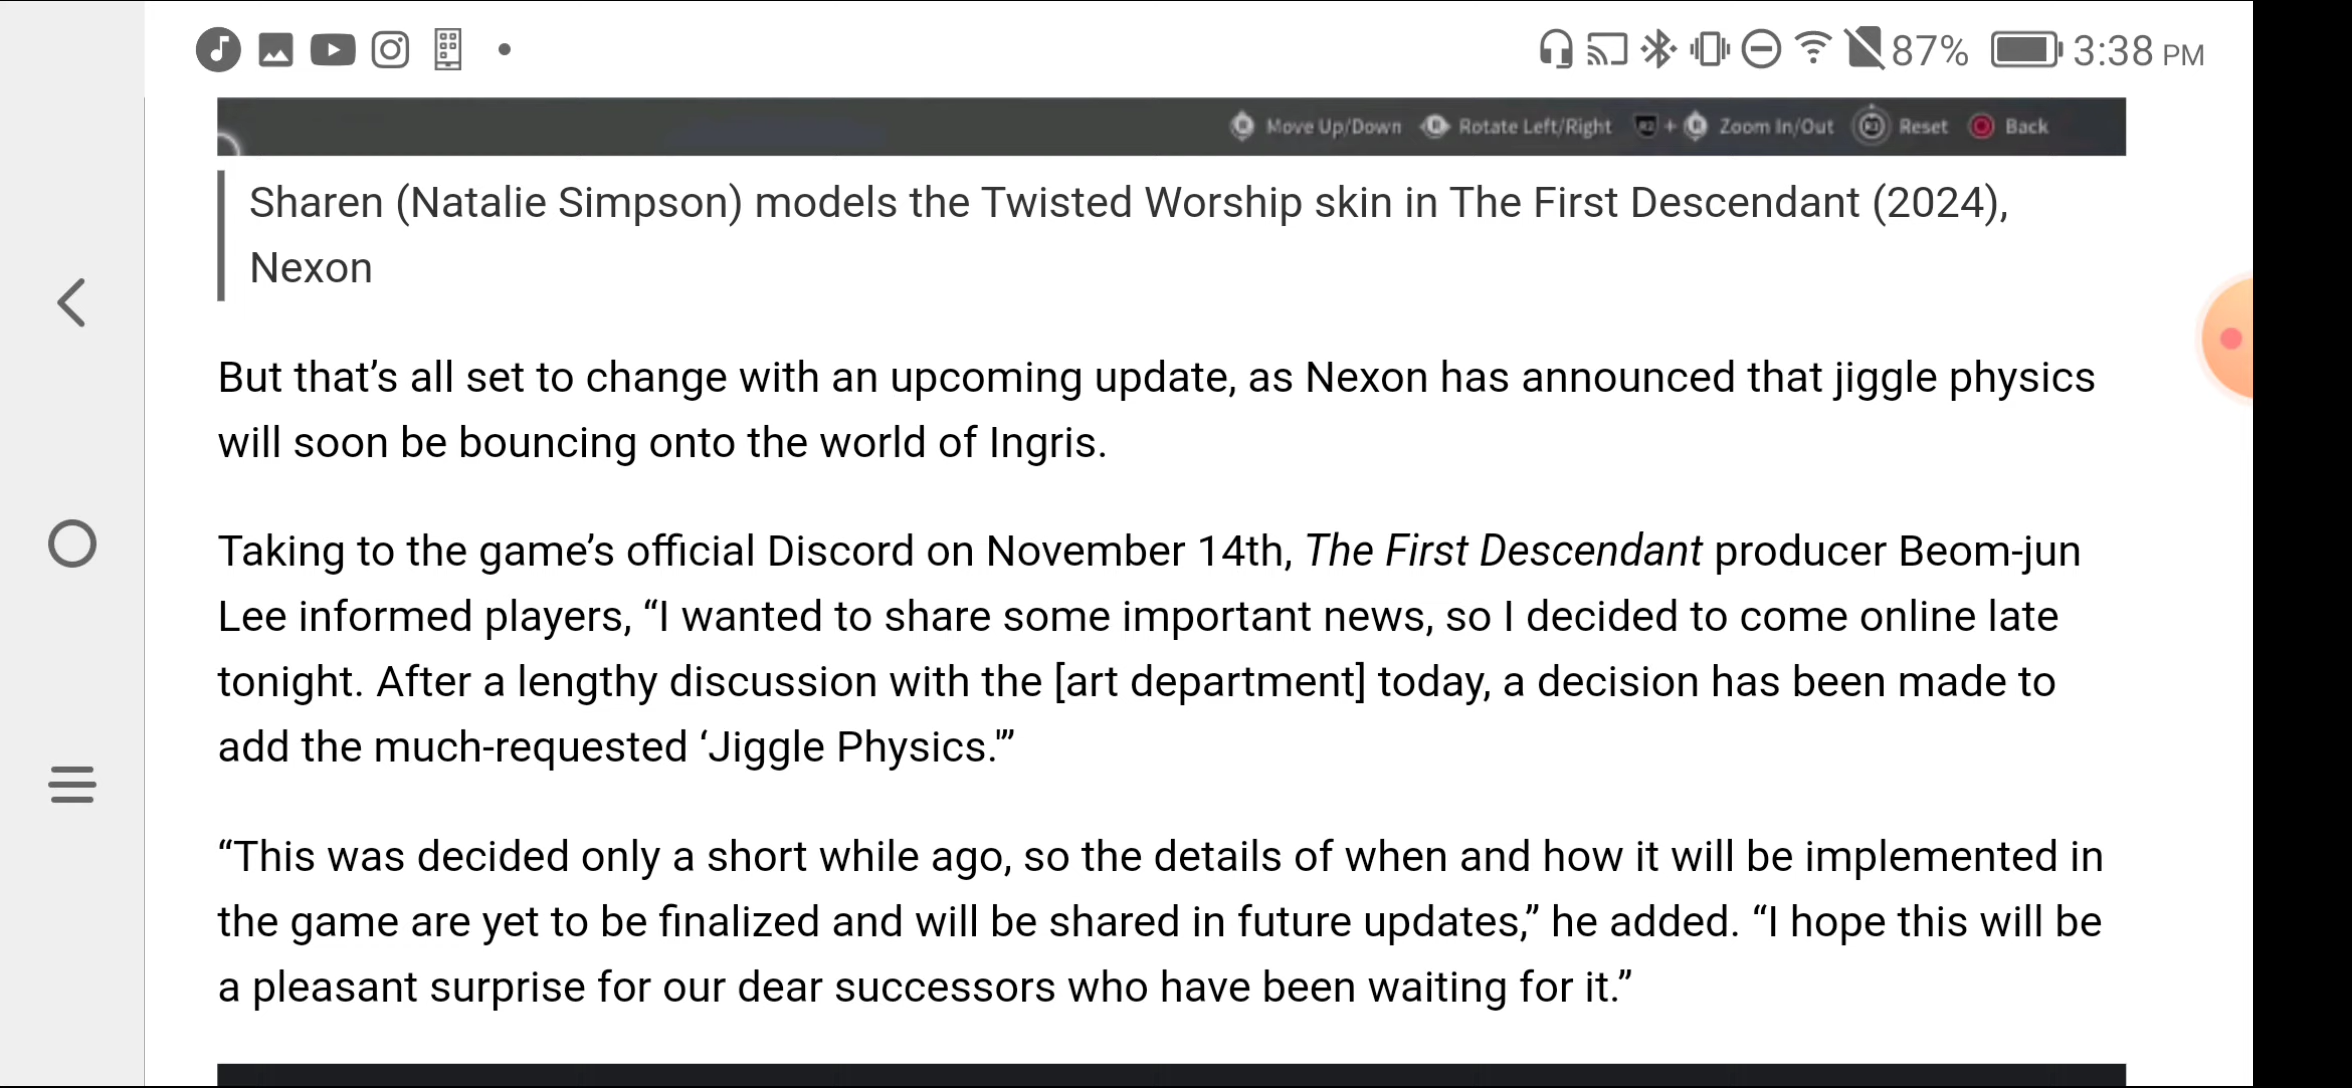 87% 3:38 PM
Move Up/Down Rotate Left/Right R2 + Zoom In/Out Reset Back
Sharen (Natalie Simpson) models the Twisted Worship skin in The First Descendant (2024),
Nexon
But that’s all set to change with an upcoming update, as Nexon has announced that jiggle physics
will soon be bouncing onto the world of Ingris.
Taking to the game’s official Discord on November 14th, The First Descendant producer Beom-jun
Lee informed players, “I wanted to share some important news, so I decided to come online late
tonight. After a lengthy discussion with the [art department] today, a decision has been made to
add the much-requested ‘Jiggle Physics.'”
“This was decided only a short while ago, so the details of when and how it will be implemented in
the game are yet to be finalized and will be shared in future updates,” he added. “I hope this will be
a pleasant surprise for our dear successors who have been waiting for it.”